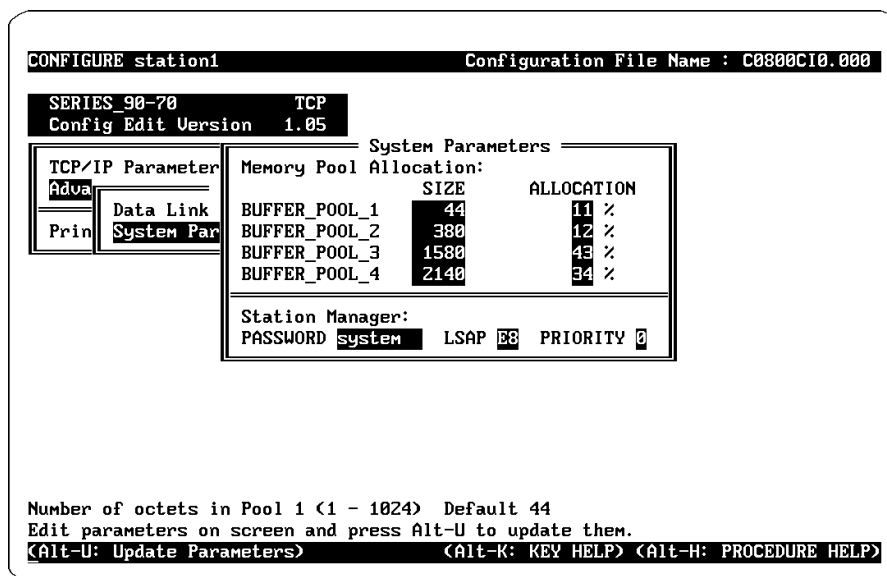 CONFIGURE station1 Configuration File Name : C0800CI0.000
SERIES_90-70 TCP
Config Edit Version 1.05
System Parameters
TCP/IP Parameter Memory Pool Allocation:
Adva SIZE ALLOCATION
Data Link BUFFER_POOL_1 44 11 %
Prin System Par BUFFER_POOL_2 380 12 %
BUFFER_POOL_3 1580 43 %
BUFFER_POOL_4 2140 34 %
Station Manager:
PASSWORD system LSAP E8 PRIORITY 0
Number of octets in Pool 1 (1 - 1024) Default 44
Edit parameters on screen and press Alt-U to update them.
(Alt-U: Update Parameters) (Alt-K: KEY HELP) (Alt-H: PROCEDURE HELP)